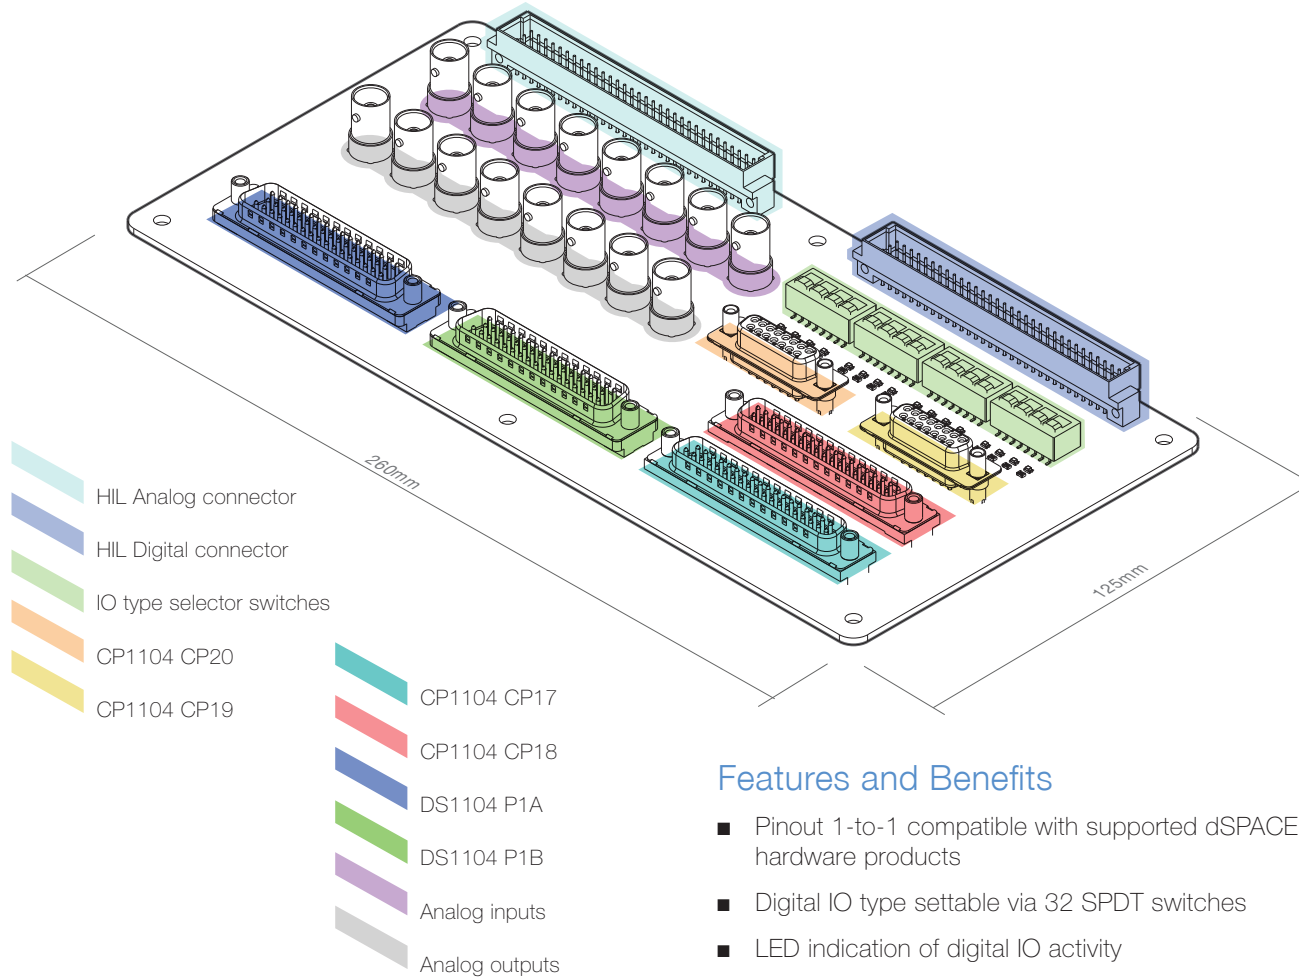 260mm
125mm
HIL Analog connector
HIL Digital connector
IO type selector switches
CP1104 CP20
CP1104 CP19
CP1104 CP17
CP1104 CP18
DS1104 P1A
DS1104 P1B
Analog inputs
Analog outputs
Features and Benefits
■ Pinout 1-to-1 compatible with supported dSPACE
hardware products
■ Digital IO type settable via 32 SPDT switches
■ LED indication of digital IO activity